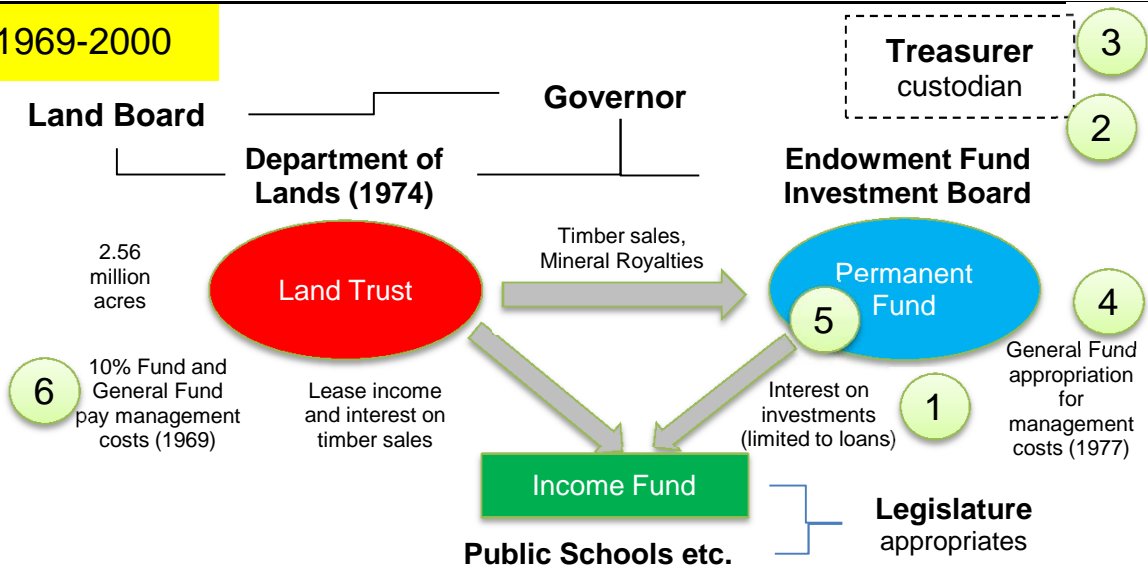 1969-2000
Treasurer
custodian
3
2
Land Board
Governor
Department of
Lands (1974)
Endowment Fund
Investment Board
2.56
million
acres
Land Trust
Timber sales,
Mineral Royalties
Permanent
Fund
5
4
6
10% Fund and
General Fund
pay management
costs (1969)
Lease income
and interest on
timber sales
Interest on
investments
(limited to loans)
1
General Fund
appropriation
for
management
costs (1977)
Income Fund
Legislature
appropriates
Public Schools etc.